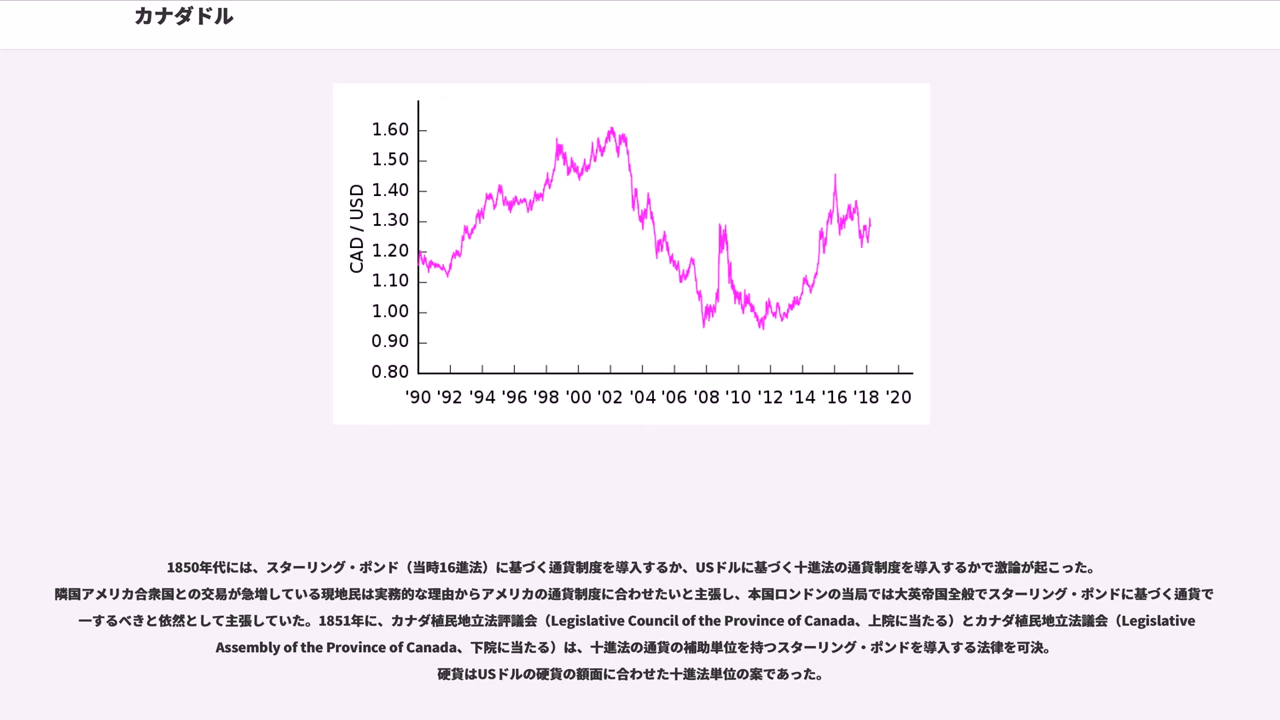 カナダドル
CAD / USD
1.60
1.50
1.40
1.30
1.20
1.10
1.00
0.90
0.80
'90 '92 '94 '96 '98 '00 '02 '04 '06 '08 '10 '12 '14 '16 '18 '20
1850年代には、スターリング・ポンド（当時16進法）に基づく通貨制度を導入するか、USドルに基づく十進法の通貨制度を導入するかで激論が起こった。
隣国アメリカ合衆国との交易が急増している現地民は実務的な理由からアメリカの通貨制度に合わせたいと主張し、本国ロンドンの当局では大英帝国全般でスターリング・ポンドに基づく通貨で
一するべきと依然として主張していた。1851年に、カナダ植民地立法評議会（Legislative Council of the Province of Canada、上院に当たる）とカナダ植民地立法議会（Legislative
Assembly of the Province of Canada、下院に当たる）は、十進法の通貨の補助単位を持つスターリング・ポンドを導入する法律を可決。
硬貨はUSドルの硬貨の額面に合わせた十進法単位の案であった。